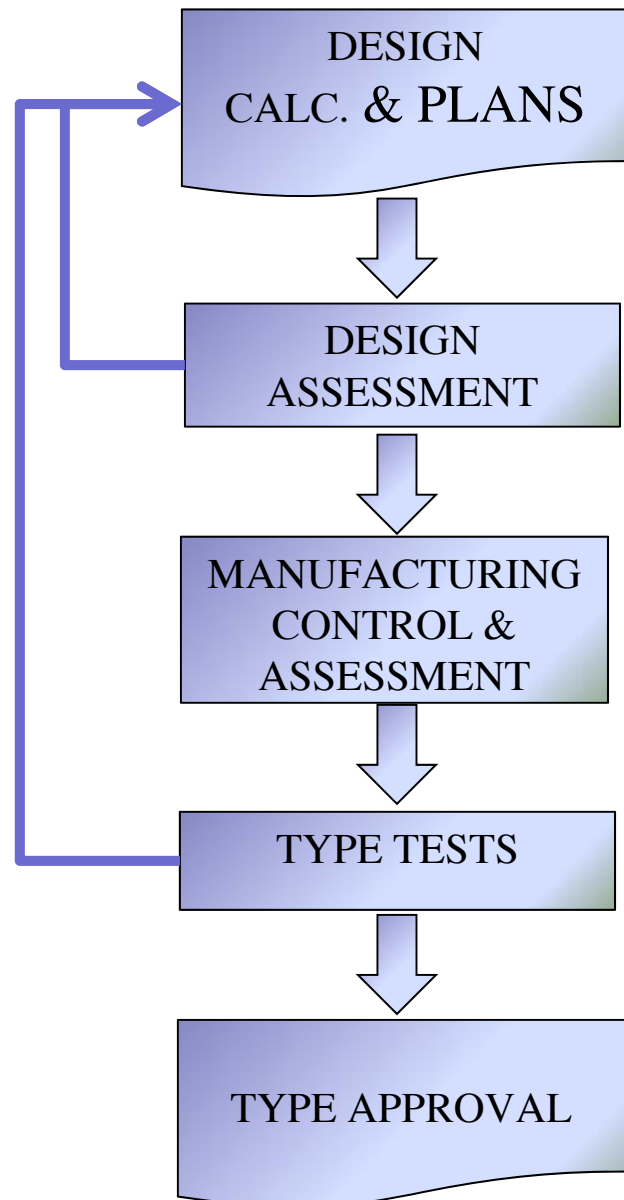 DESIGN
CALC. & PLANS
DESIGN
ASSESSMENT
MANUFACTURING
CONTROL &
ASSESSMENT
TYPE TESTS
TYPE APPROVAL